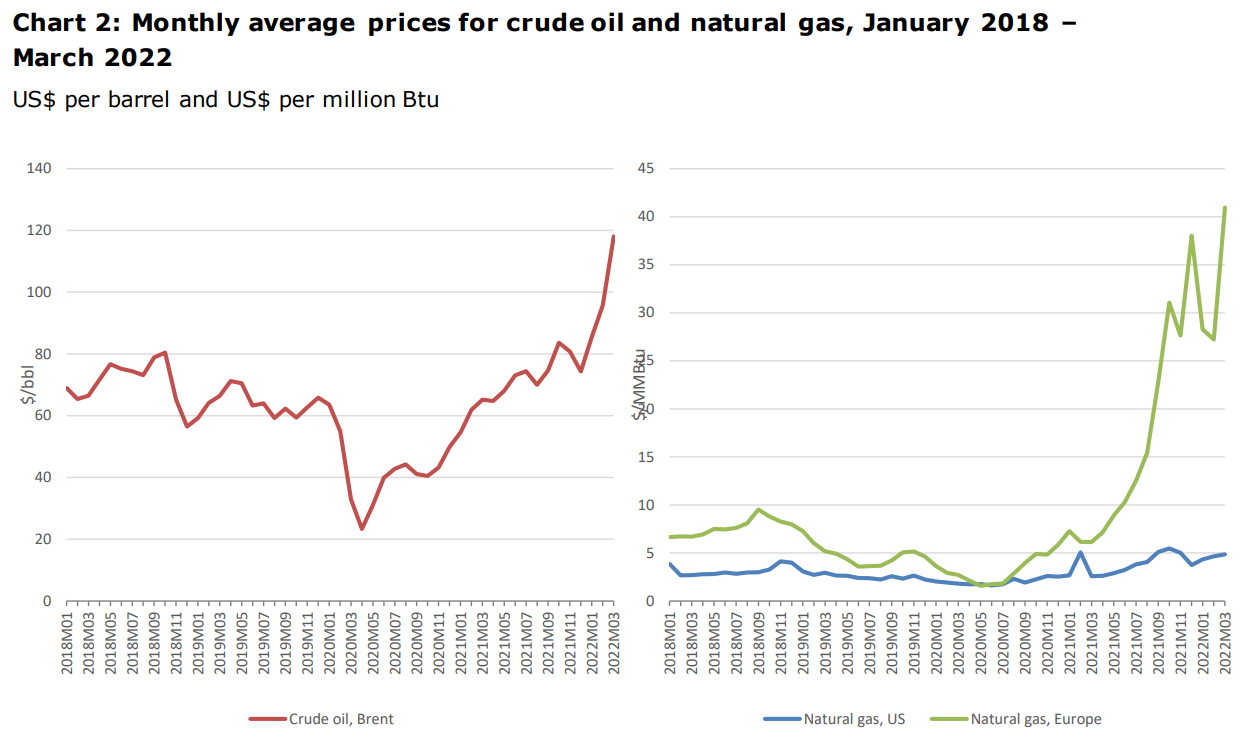 Chart 2: Monthly average prices for crude oil and natural gas, January 2018 –
March 2022
US$ per barrel and US$ per million Btu
140
120
100
80
60
40
20
0
$/bbl
2018M01
2018M03
2018M05
2018M07
2018M09
2018M11
2019M01
2019M03
2019M05
2019M07
2019M09
2019M11
2020M01
2020M03
2020M05
2020M07
2020M09
2020M11
2021M01
2021M03
2021M05
2021M07
2021M09
2021M11
2022M01
2022M03
Crude oil, Brent
45
40
35
30
25
20
15
10
5
0
$/MMBtu
2018M01
2018M03
2018M05
2018M07
2018M09
2018M11
2019M01
2019M03
2019M05
2019M07
2019M09
2019M11
2020M01
2020M03
2020M05
2020M07
2020M09
2020M11
2021M01
2021M03
2021M05
2021M07
2021M09
2021M11
2022M01
2022M03
Natural gas, US
Natural gas, Europe